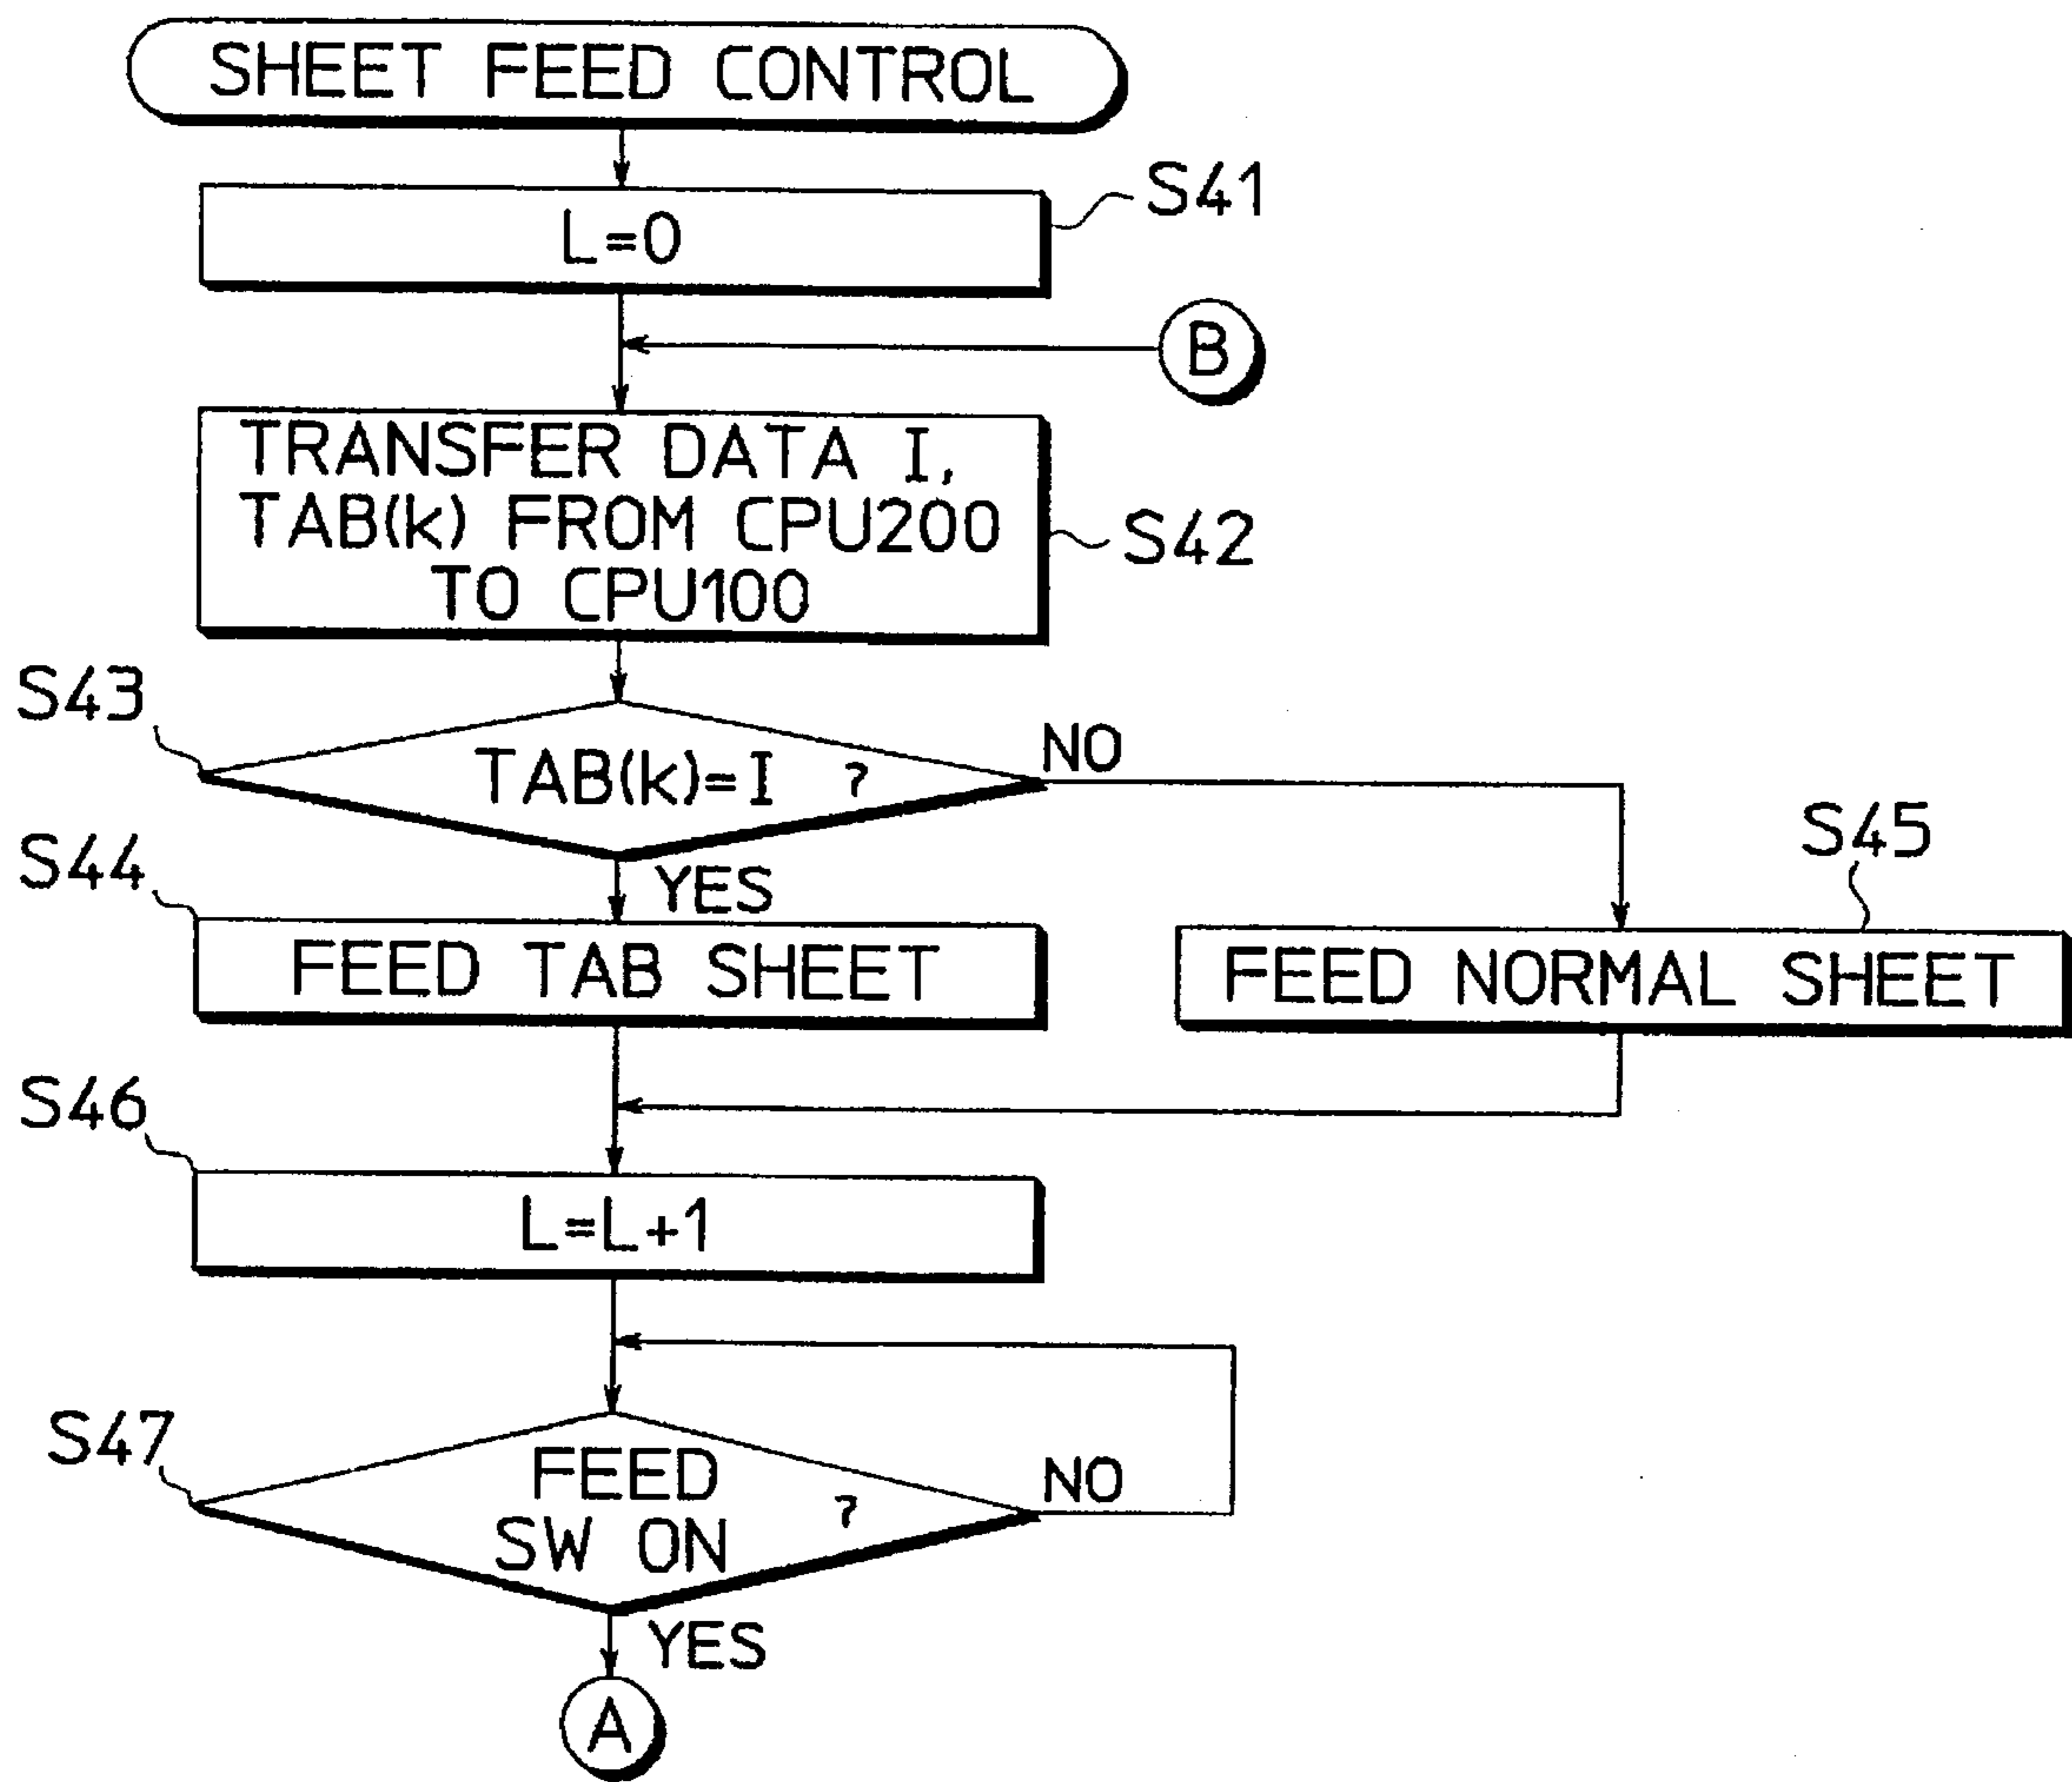 SHEET FEED CONTROL
S41
L=0
B
TRANSFER DATA I,
TAB(k) FROM CPU200
TO CPU100
S42
S43
TAB(k)=I ?
NO
YES
S44
FEED TAB SHEET
S45
FEED NORMAL SHEET
S46
L=L+1
S47
FEED
SW ON ?
NO
YES
A